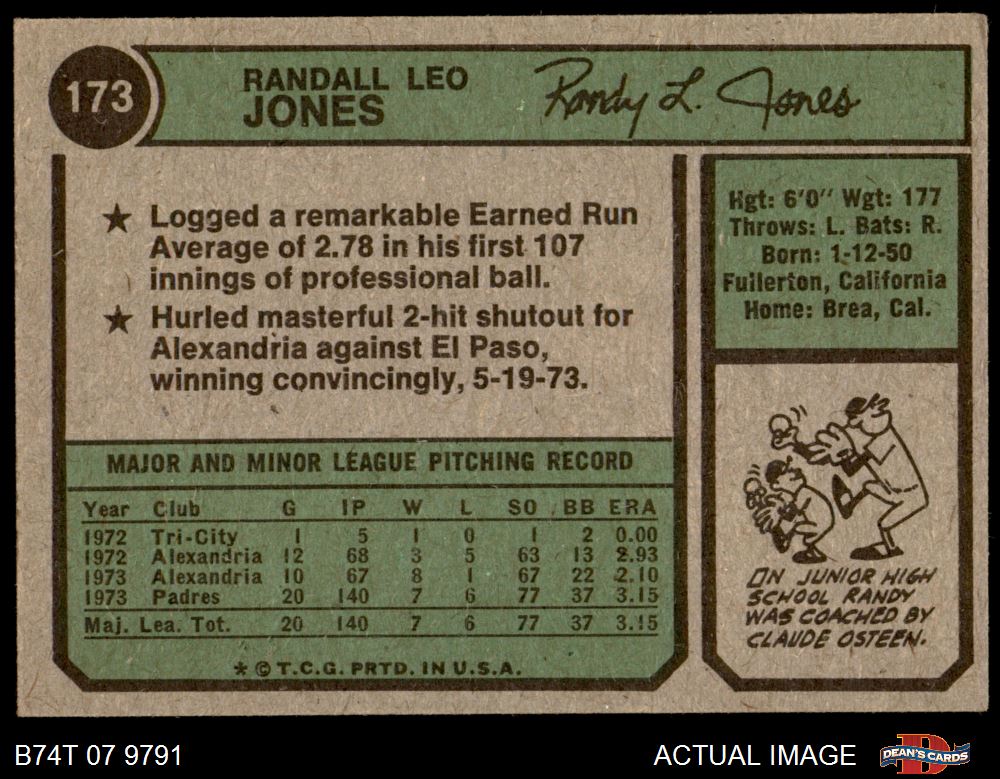 173
RANDALL LEO
JONES
Randy L. Jones
★ Logged a remarkable Earned Run
Average of 2.78 in his first 107
innings of professional ball.
★ Hurled masterful 2-hit shutout for
Alexandria against El Paso,
winning convincingly, 5-19-73.
Hgt: 6'0" Wgt: 177
Throws: L. Bats: R.
Born: 1-12-50
Fullerton, California
Home: Brea, Cal.
MAJOR AND MINOR LEAGUE PITCHING RECORD
Year Club G IP W L SO BB ERA
1972 Tri-City 1 5 1 0 1 2 0.00
1972 Alexandria 12 68 3 5 63 13 2.93
1973 Alexandria 10 67 8 1 67 22 2.10
1973 Padres 20 140 7 6 77 37 3.15
Maj. Lea. Tot. 20 140 7 6 77 37 3.15
* © T.C.G. PRTD. IN U.S.A.
IN JUNIOR HIGH
SCHOOL RANDY
WAS COACHED BY
CLAUDE OSTEEN.
B74T 07 9791
ACTUAL IMAGE
DEAN'S CARDS